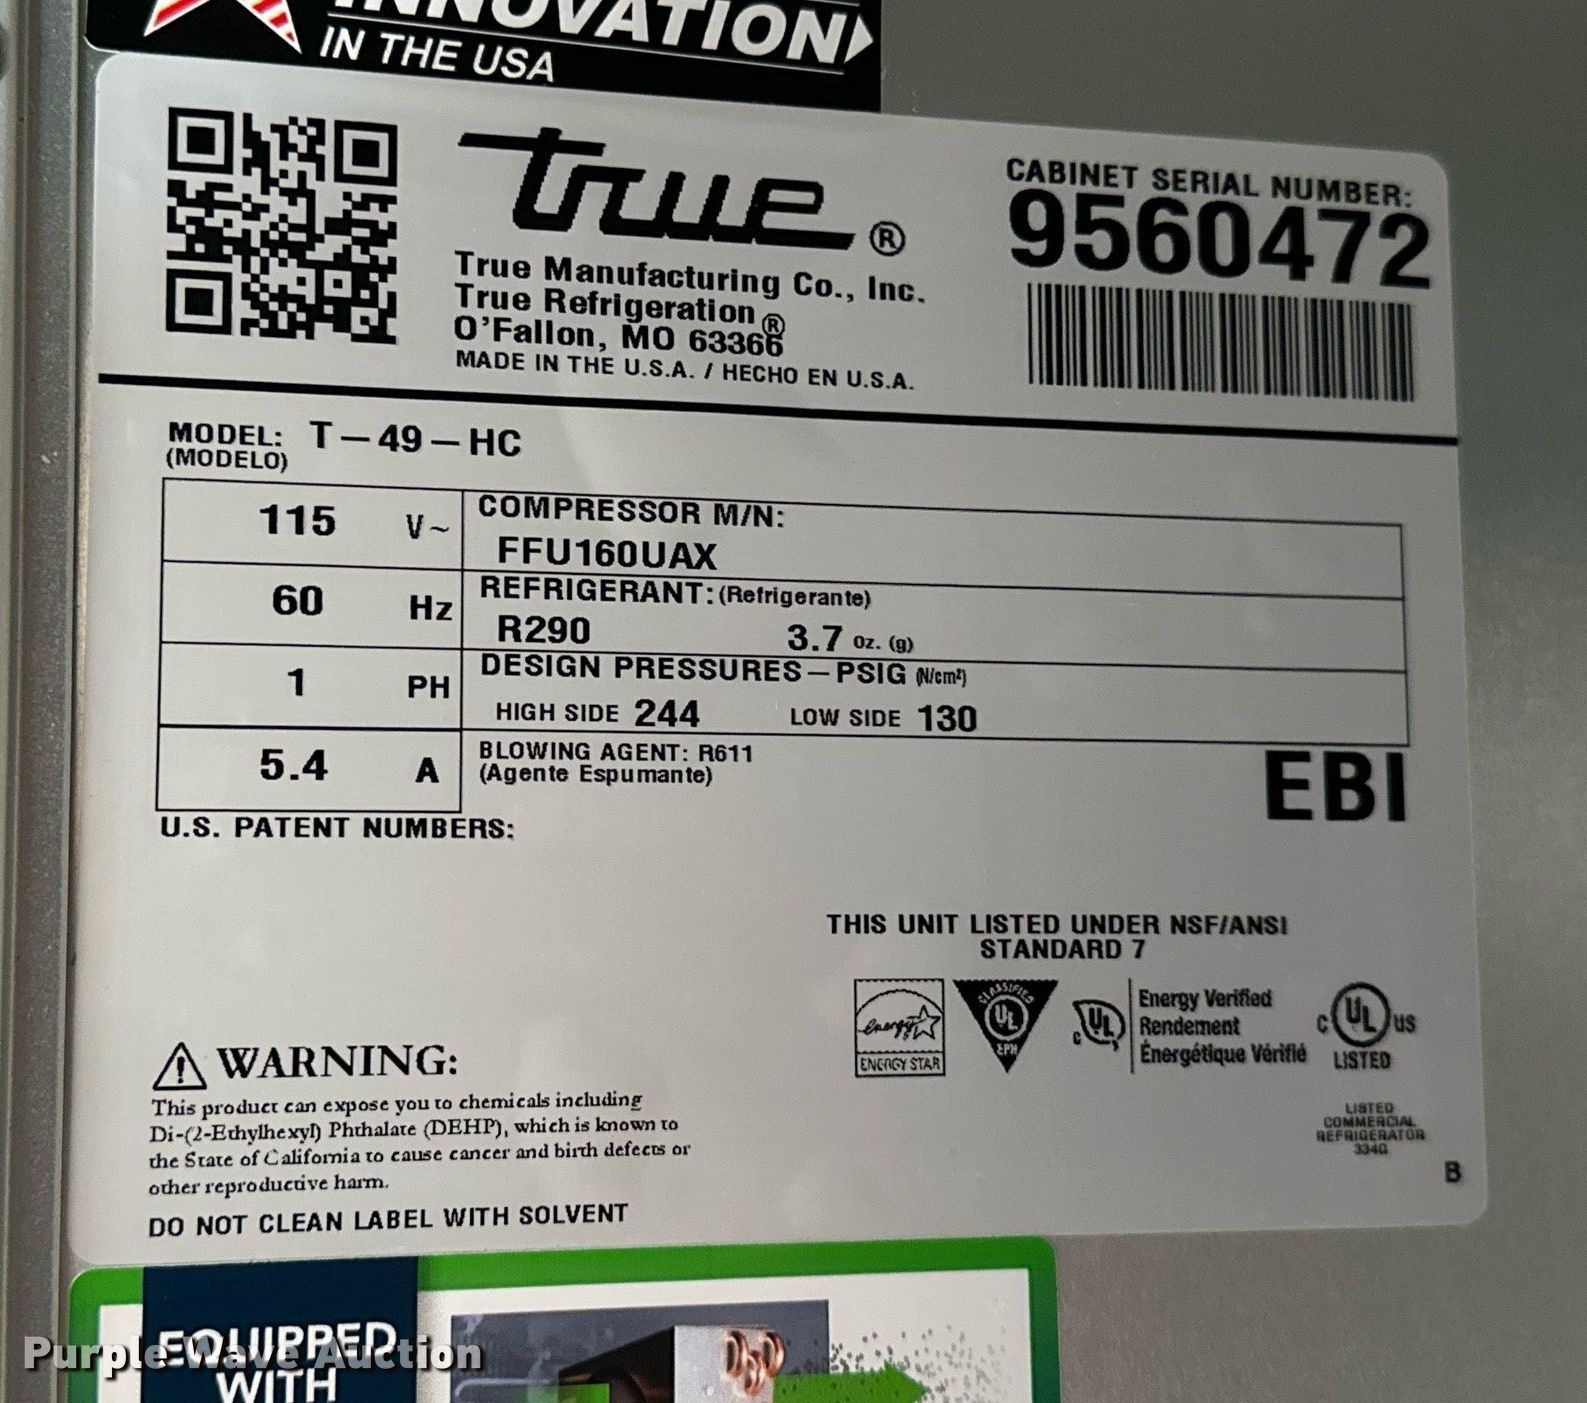 INNOVATION
IN THE USA
true ®
True Manufacturing Co., Inc.
True Refrigeration ®
O'Fallon, MO 63366
MADE IN THE U.S.A. / HECHO EN U.S.A.
CABINET SERIAL NUMBER:
9560472
MODEL: T-49-HC
(MODELO)
115 V~
60 Hz
1 PH
5.4 A
COMPRESSOR M/N:
FFU160UAX
REFRIGERANT: (Refrigerante)
R290 3.7 oz. (g)
DESIGN PRESSURES-PSIG (N/cm²)
HIGH SIDE 244 LOW SIDE 130
BLOWING AGENT: R611
(Agente Espumante)
EBI
U.S. PATENT NUMBERS:
THIS UNIT LISTED UNDER NSF/ANSI
STANDARD 7
energy
ENERGY STAR
CLASSIFIED
UL
EPH
C UL
Energy Verified
Rendement
Énergétique Vérifié
C UL US
LISTED
LISTED
COMMERCIAL
REFRIGERATOR
334G
B
WARNING:
This product can expose you to chemicals including
Di-(2-Ethylhexyl) Phthalate (DEHP), which is known to
the State of California to cause cancer and birth defects or
other reproductive harm.
DO NOT CLEAN LABEL WITH SOLVENT
EQUIPPED
WITH
Purple Wave Auction